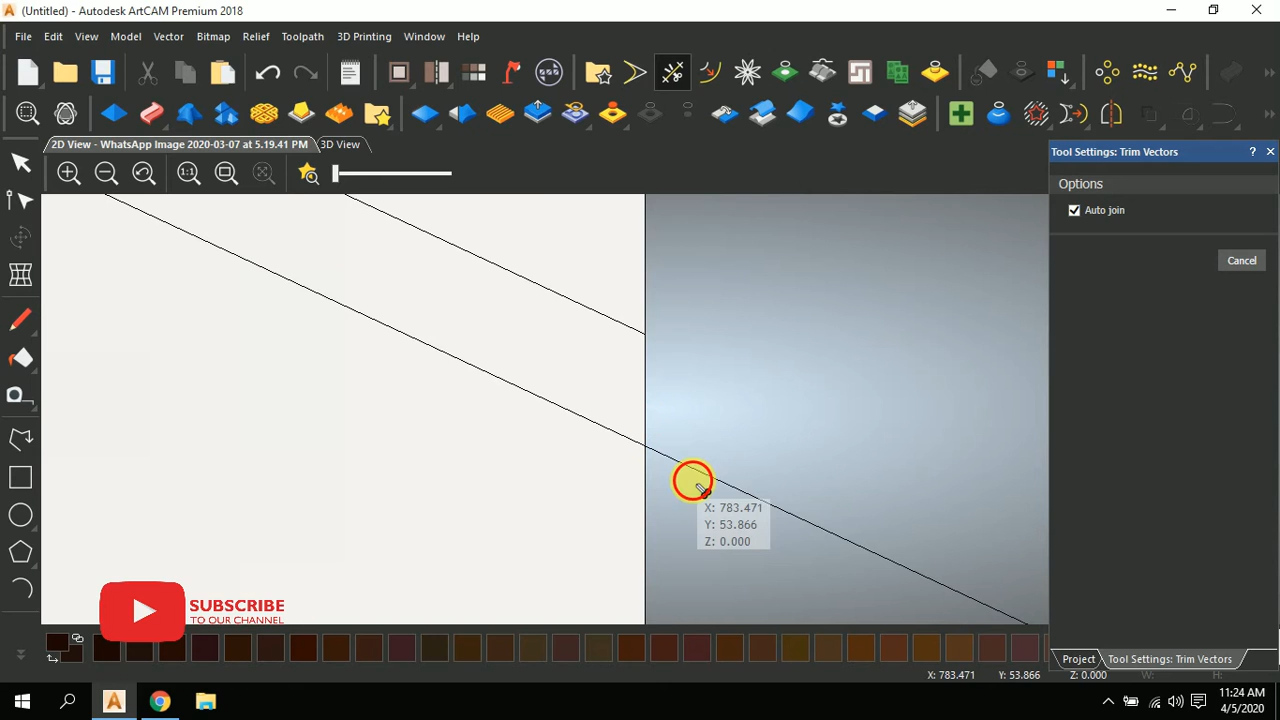 (Untitled) - Autodesk ArtCAM Premium 2018
File Edit View Model Vector Bitmap Relief Toolpath 3D Printing Window Help
2D View - WhatsApp Image 2020-03-07 at 5.19.41 PM 3D View
1:1
Tool Settings: Trim Vectors
Options
Auto join
Cancel
X: 783.471
Y: 53.866
Z: 0.000
SUBSCRIBE
TO OUR CHANNEL
Project Tool Settings: Trim Vectors
X: 783.471 Y: 53.866 Z: 0.000 W: H:
11:24 AM
4/5/2020